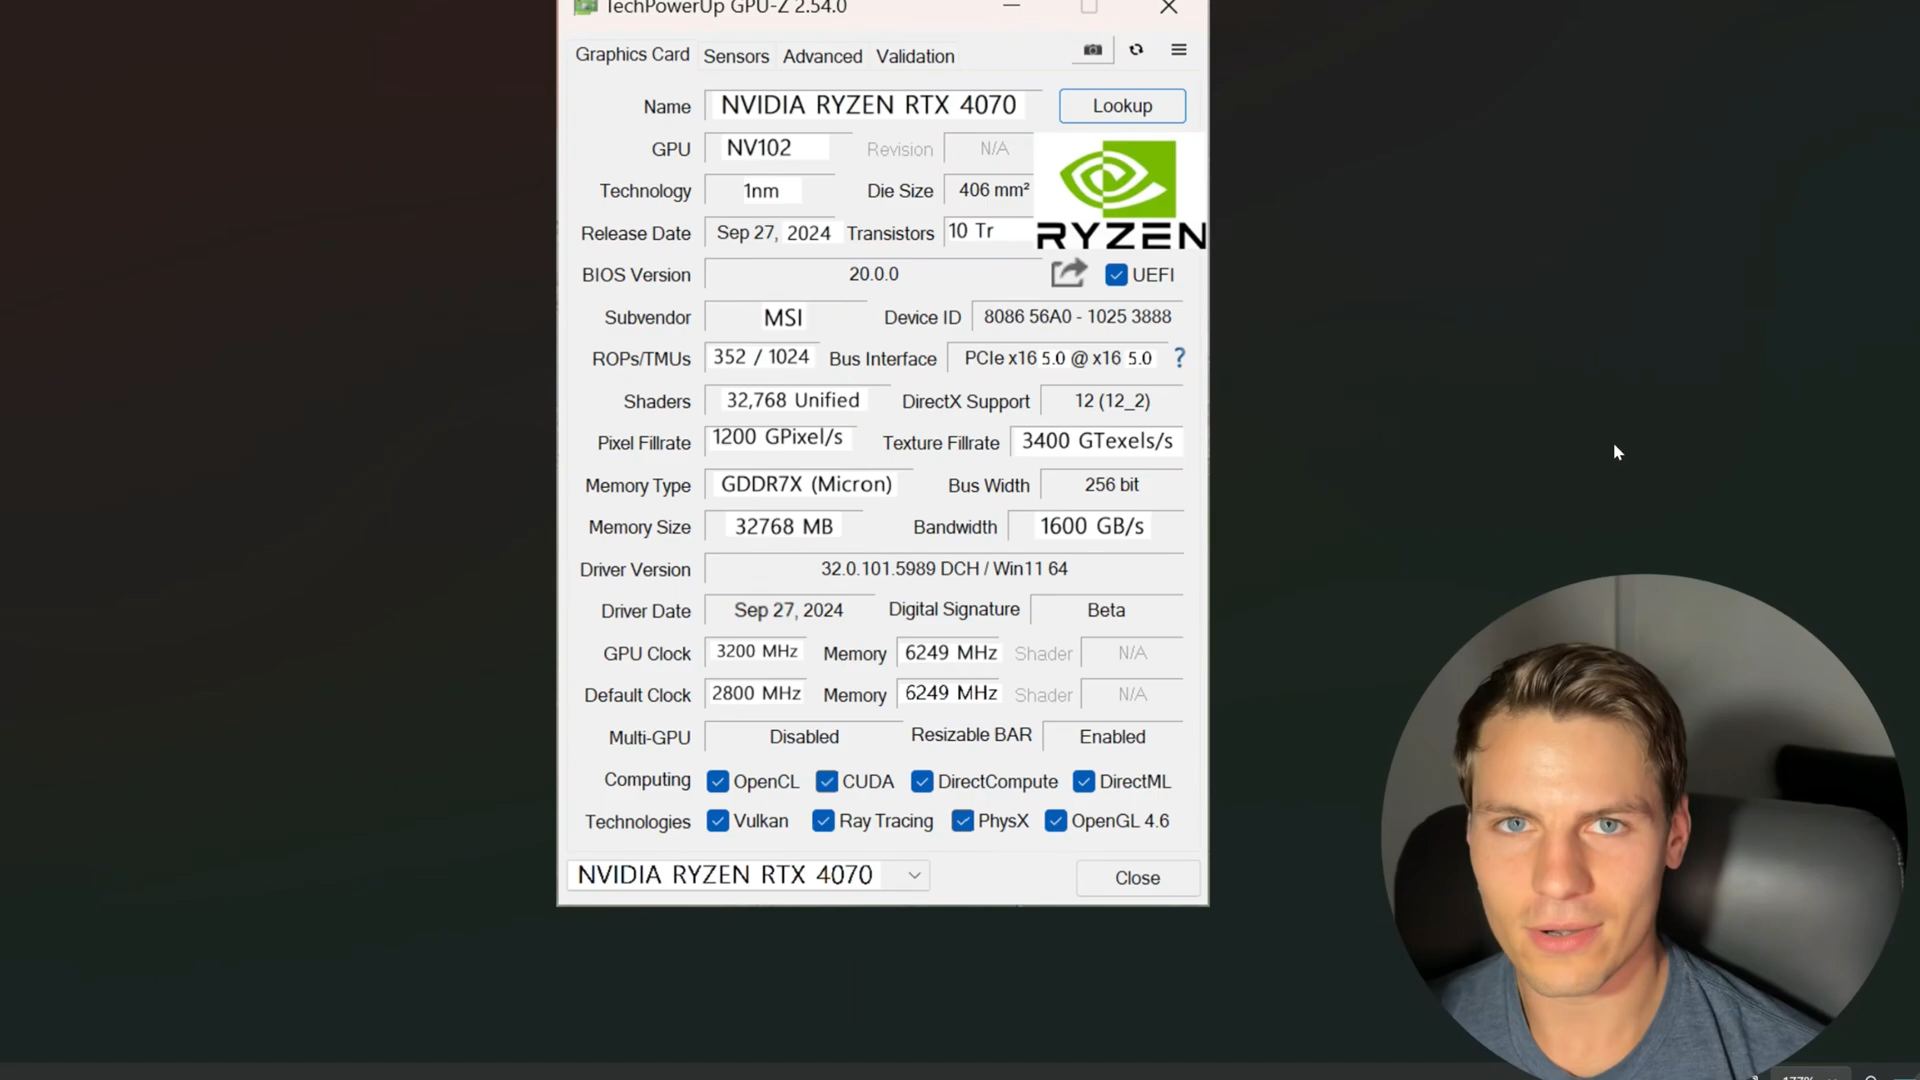 TechPowerUp GPU-Z 2.54.0
Graphics Card Sensors Advanced Validation
Name NVIDIA RYZEN RTX 4070 Lookup
GPU NV102 Revision N/A
Technology 1nm Die Size 406 mm²
RYZEN
Release Date Sep 27, 2024 Transistors 10 Tr
BIOS Version 20.0.0 UEFI
Subvendor MSI Device ID 8086 56A0 - 1025 3888
ROPs/TMUs 352 / 1024 Bus Interface PCIe x16 5.0 @ x16 5.0 ?
Shaders 32,768 Unified DirectX Support 12 (12_2)
Pixel Fillrate 1200 GPixel/s Texture Fillrate 3400 GTexels/s
Memory Type GDDR7X (Micron) Bus Width 256 bit
Memory Size 32768 MB Bandwidth 1600 GB/s
Driver Version 32.0.101.5989 DCH / Win11 64
Driver Date Sep 27, 2024 Digital Signature Beta
GPU Clock 3200 MHz Memory 6249 MHz Shader N/A
Default Clock 2800 MHz Memory 6249 MHz Shader N/A
Multi-GPU Disabled Resizable BAR Enabled
Computing OpenCL CUDA DirectCompute DirectML
Technologies Vulkan Ray Tracing PhysX OpenGL 4.6
NVIDIA RYZEN RTX 4070 Close